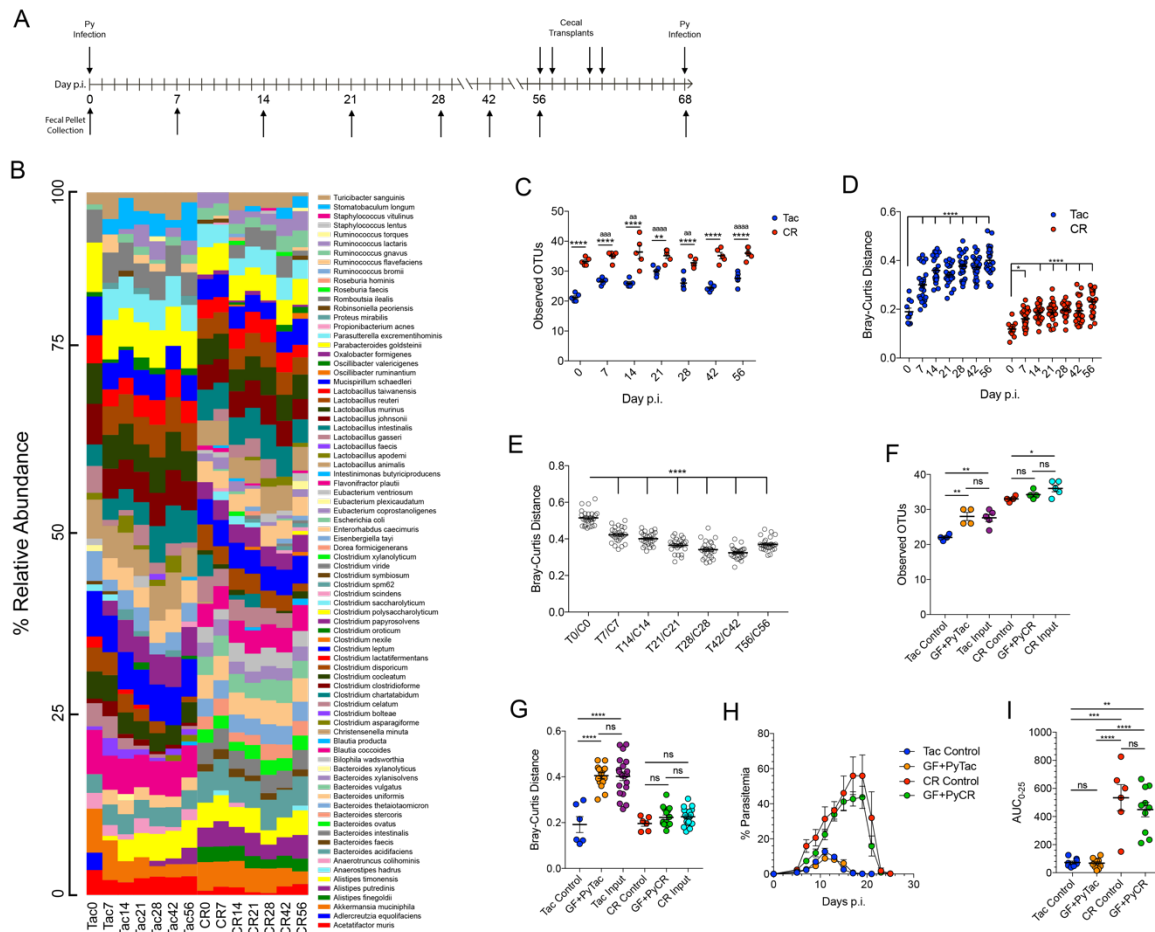 A
Py
Infection
Cecal
Transplants
Py
Infection
Day p.i.
0 7 14 21 28 42 56 68
Fecal Pellet
Collection
B
% Relative Abundance
100
75
50
25
0
Tac0
Tac7
Tac14
Tac21
Tac28
Tac42
Tac56
CR0
CR7
CR14
CR21
CR28
CR42
CR56
Turicibacter sanguinis
Stomatobaculum longum
Staphylococcus vitulinus
Staphylococcus lentus
Ruminococcus torques
Ruminococcus lactaris
Ruminococcus gnavus
Ruminococcus flavefaciens
Ruminococcus bromii
Roseburia hominis
Roseburia faecis
Romboutsia ilealis
Robinsoniella peoriensis
Proteus mirabilis
Propionibacterium acnes
Parasutterella excrementihominis
Parabacteroides goldsteinii
Oxalobacter formigenes
Oscillibacter valericigenes
Oscillibacter ruminantium
Mucispirillum schaedleri
Lactobacillus taiwanensis
Lactobacillus reuteri
Lactobacillus murinus
Lactobacillus johnsonii
Lactobacillus intestinalis
Lactobacillus gasseri
Lactobacillus faecis
Lactobacillus apodemi
Lactobacillus animalis
Intestinimonas butyriciproducens
Flavonifractor plautii
Eubacterium ventriosum
Eubacterium plexicaudatum
Eubacterium coprostanoligenes
Escherichia coli
Enterorhabdus caecimuris
Eisenbergiella tayi
Dorea formicigenerans
Clostridium xylanolyticum
Clostridium viride
Clostridium symbiosum
Clostridium spm62
Clostridium scindens
Clostridium saccharolyticum
Clostridium polysaccharolyticum
Clostridium papyrosolvens
Clostridium oroticum
Clostridium nexile
Clostridium leptum
Clostridium lactatifermentans
Clostridium disporicum
Clostridium cocleatum
Clostridium clostridioforme
Clostridium chartatabidum
Clostridium celatum
Clostridium bolteae
Clostridium asparagiforme
Christensenella minuta
Blautia producta
Blautia coccoides
Bilophila wadsworthia
Bacteroides xylanolyticus
Bacteroides xylanisolvens
Bacteroides vulgatus
Bacteroides uniformis
Bacteroides thetaiotaomicron
Bacteroides stercoris
Bacteroides ovatus
Bacteroides intestinalis
Bacteroides faecis
Bacteroides acidifaciens
Anaerotruncus colihominis
Anaerostipes hadrus
Alistipes timonensis
Alistipes putredinis
Alistipes finegoldii
Akkermansia muciniphila
Adlercreutzia equolifaciens
Acetatifactor muris
C
Observed OTUs
50
40
30
20
10
0
aa
aaa **** aaaa aa aaaa
**** **** ** **** **** ****
Tac
CR
0 7 14 21 28 42 56
Day p.i.
D
Bray-Curtis Distance
0.6
0.4
0.2
0.0
****
Tac
CR
****
*
0 7 14 21 28 42 56 0 7 14 21 28 42 56
Day p.i.
E
Bray-Curtis Distance
0.8
0.6
0.4
0.2
0.0
****
T0/C0
T7/C7
T14/C14
T21/C21
T28/C28
T42/C42
T56/C56
F
Observed OTUs
40
30
20
10
0
** ns
**
*
ns ns
Tac Control
GF+PyTac
Tac Input
CR Control
GF+PyCR
CR Input
G
Bray-Curtis Distance
0.6
0.4
0.2
0.0
****
**** ns
ns
ns ns
Tac Control
GF+PyTac
Tac Input
CR Control
GF+PyCR
CR Input
H
% Parasitemia
80
60
40
20
0
0 5 10 15 20 25 30
Days p.i.
Tac Control
GF+PyTac
CR Control
GF+PyCR
I
AUC0-25
1000
800
600
400
200
0
**
***
****
****
ns ns
Tac Control
GF+PyTac
CR Control
GF+PyCR